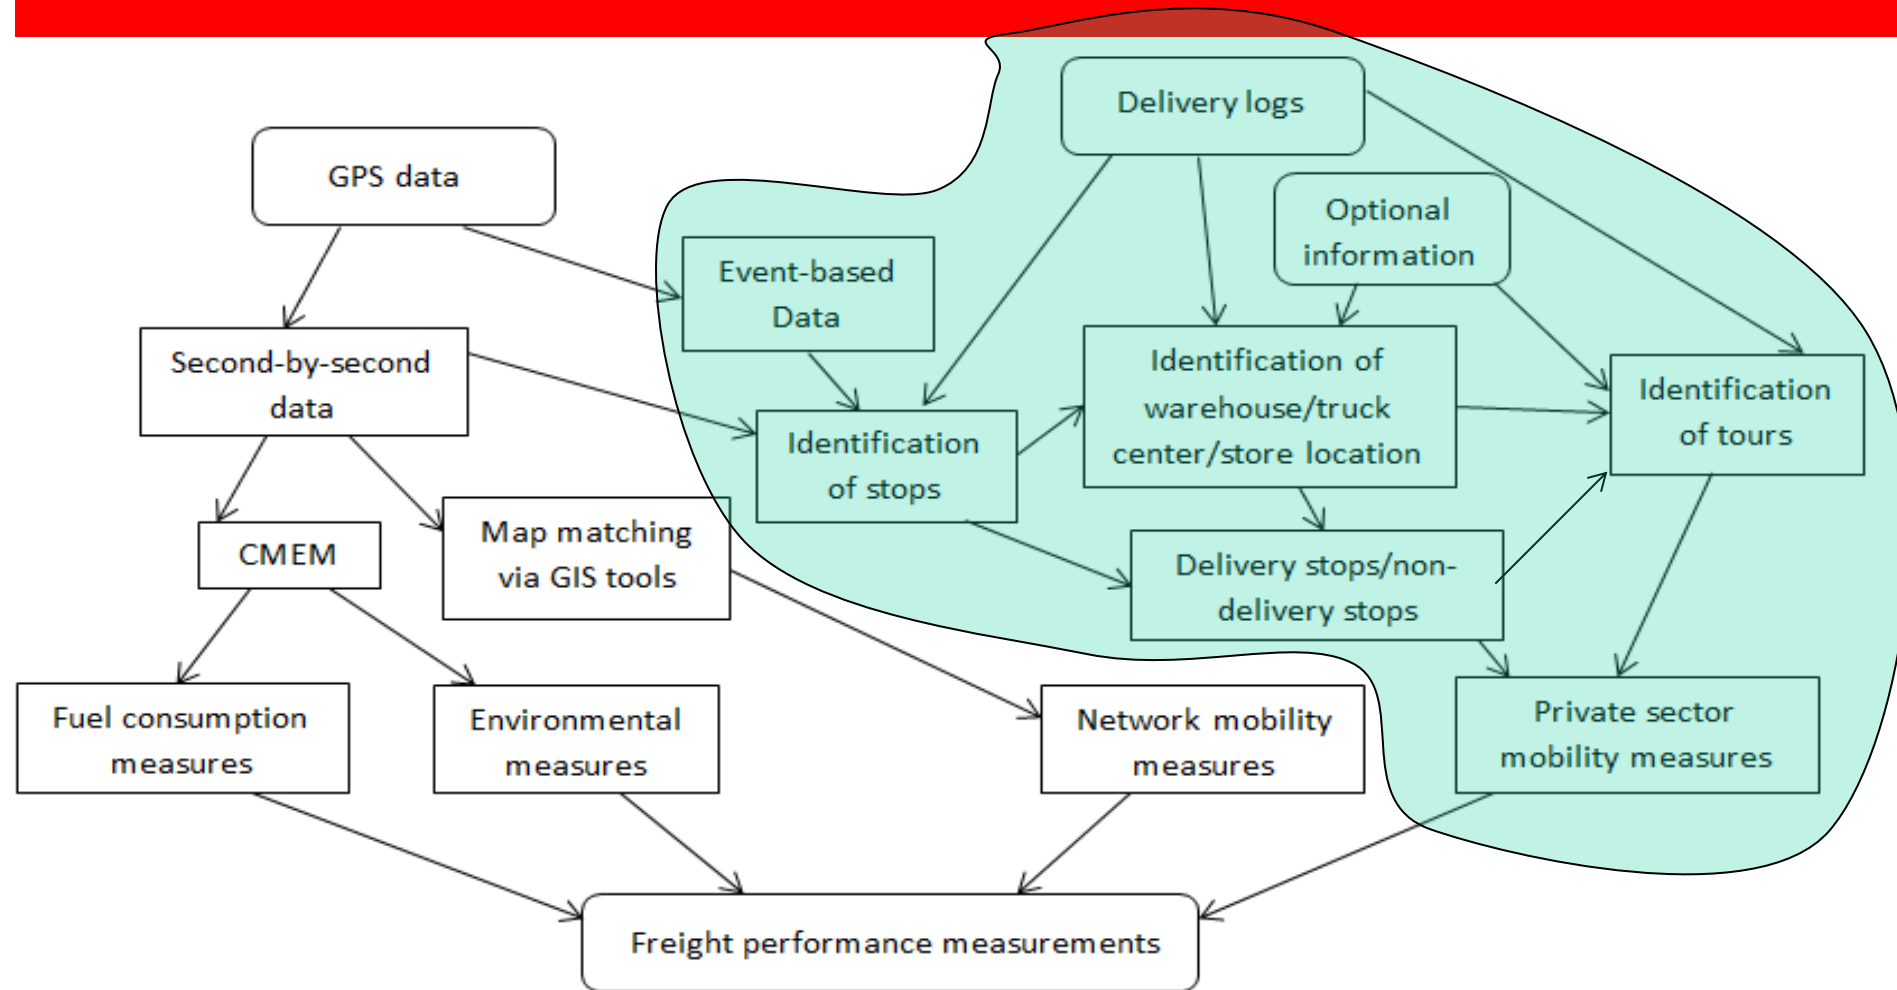 Delivery logs
GPS data
Optional
information
Event-based
Data
Second-by-second
data
Identification of
warehouse/truck
center/store location
Identification
of tours
Identification
of stops
CMEM
Map matching
via GIS tools
Delivery stops/non-
delivery stops
Fuel consumption
measures
Environmental
measures
Network mobility
measures
Private sector
mobility measures
Freight performance measurements